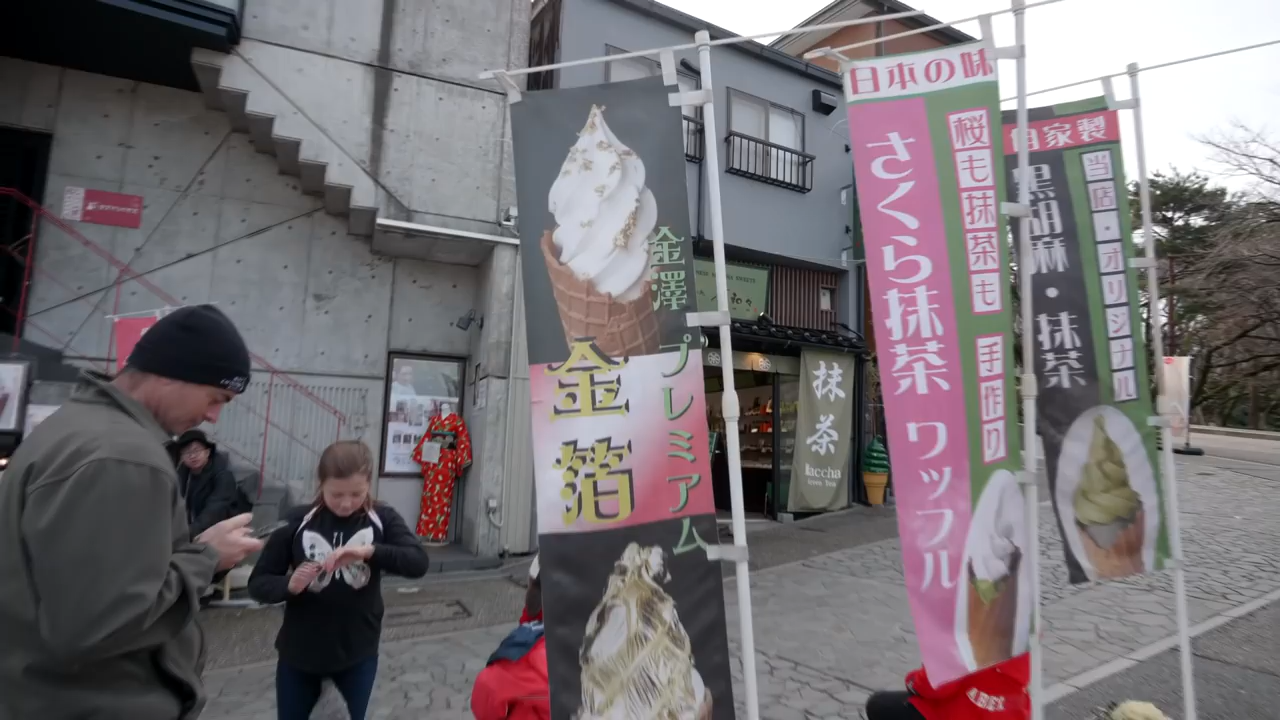 金澤プレミアム
金箔
日本の味
さくら抹茶 ワッフル
桜も抹茶も 手作り
自家製
黒胡麻・抹茶
当店・オリジナル
抹茶
ABEL